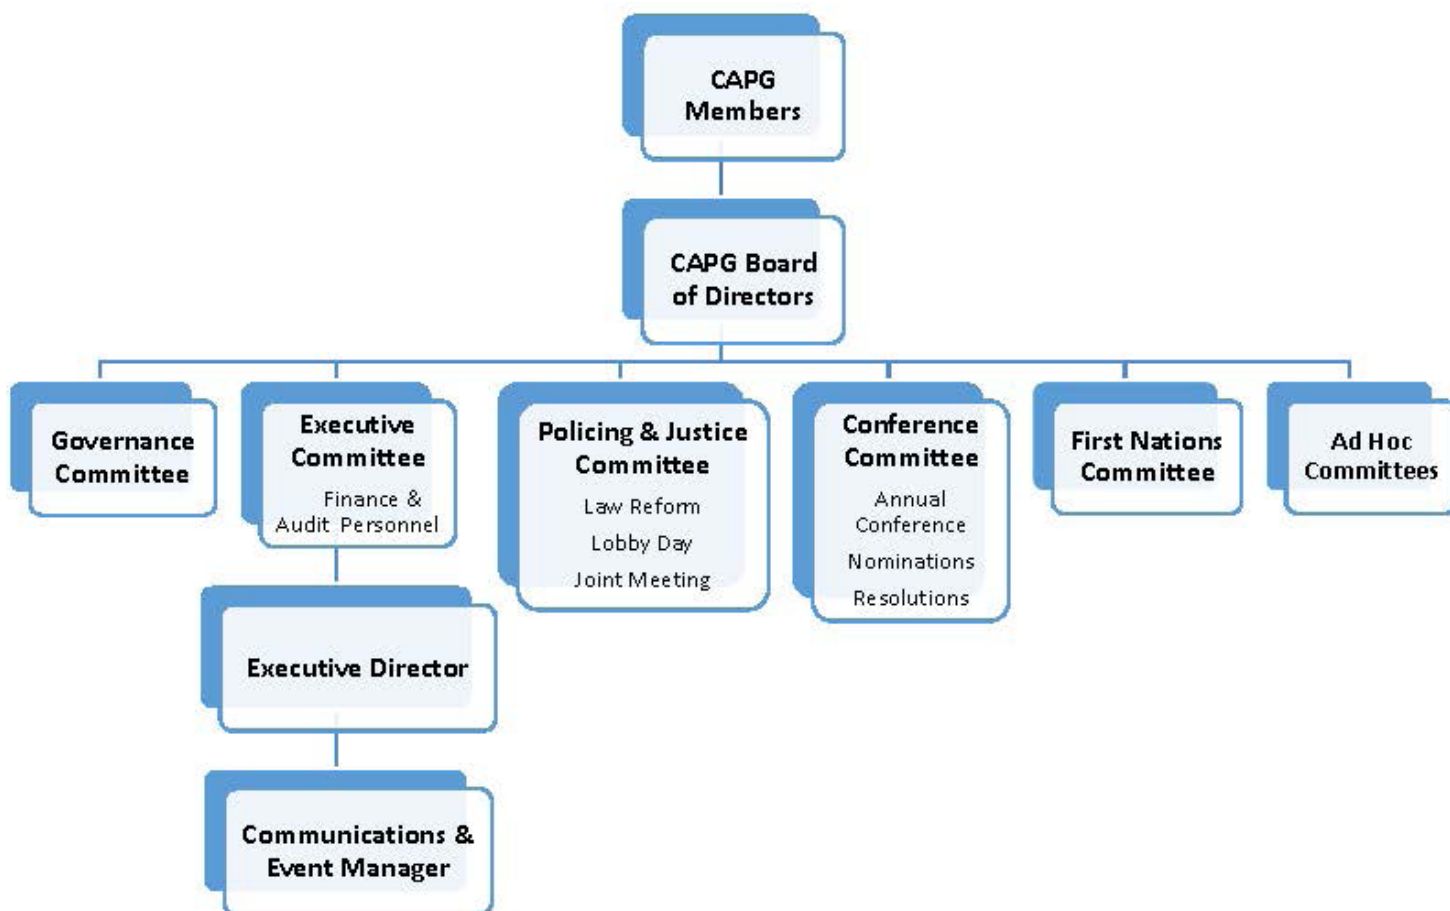 CAPG
Members
CAPG Board
of Directors
Governance
Committee
Executive
Committee
Finance &
Audit Personnel
Policing & Justice
Committee
Law Reform
Lobby Day
Joint Meeting
Conference
Committee
Annual
Conference
Nominations
Resolutions
First Nations
Committee
Ad Hoc
Committees
Executive Director
Communications &
Event Manager